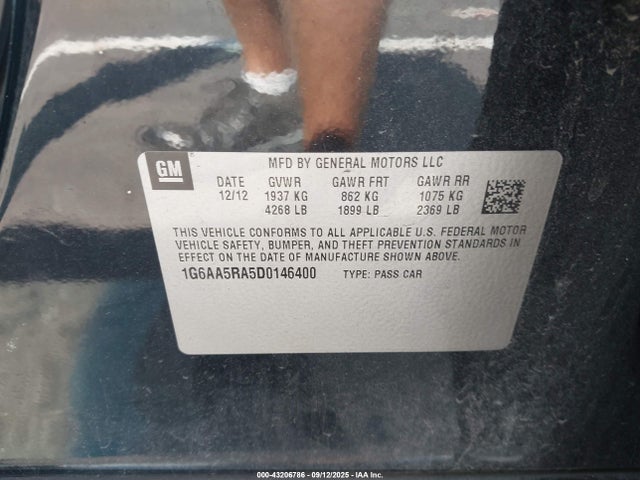 GM
MFD BY GENERAL MOTORS LLC
DATE GVWR GAWR FRT GAWR RR
12/12 1937 KG 862 KG 1075 KG
4268 LB 1899 LB 2369 LB
THIS VEHICLE CONFORMS TO ALL APPLICABLE U.S. FEDERAL MOTOR
VEHICLE SAFETY, BUMPER, AND THEFT PREVENTION STANDARDS IN
EFFECT ON THE DATE OF MANUFACTURE SHOWN ABOVE.
1G6AA5RA5D0146400 TYPE: PASS CAR
000-43206786 - 09/12/2025 - IAA Inc.